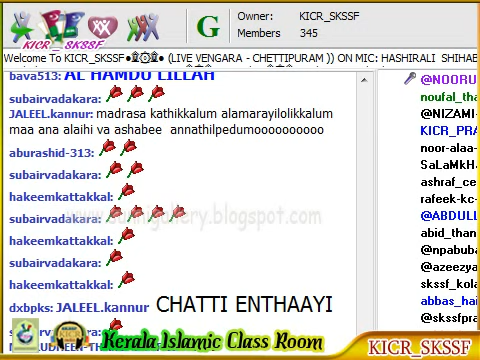 KICR_SKSSF
G
Owner: KICR_SKSSF
Members 345
Welcome To KICR_SKSSF (LIVE VENGARA - CHETTIPURAM )) ON MIC: HASHIRALI SHIHAB
bava513: AL HAMDU LILLAH
subairvadakara:
JALEEL.kannur: madrasa kathikkalum alamarayilolikkalum
maa ana alaihi va ashabee annathilpedumoooooooooo
aburashid-313:
subairvadakara:
hakeemkattakkal:
subairvadakara:
hakeemkattakkal:
subairvadakara:
hakeemkattakkal:
dxbpks: JALEEL.kannur CHATTI ENTHAAYI
@NOORU
noufal_tha
@NIZAMI-
KICR_PRA
noor-alaa-
SaLaMkHJ
ashraf_ce
rafeek-kc-
@ABDULL
abid_than
@npabuba
@azeezya
skssf_kola
abbas_hai
@skssfpra
Kerala Islamic Class Room
KICR_SKSSF